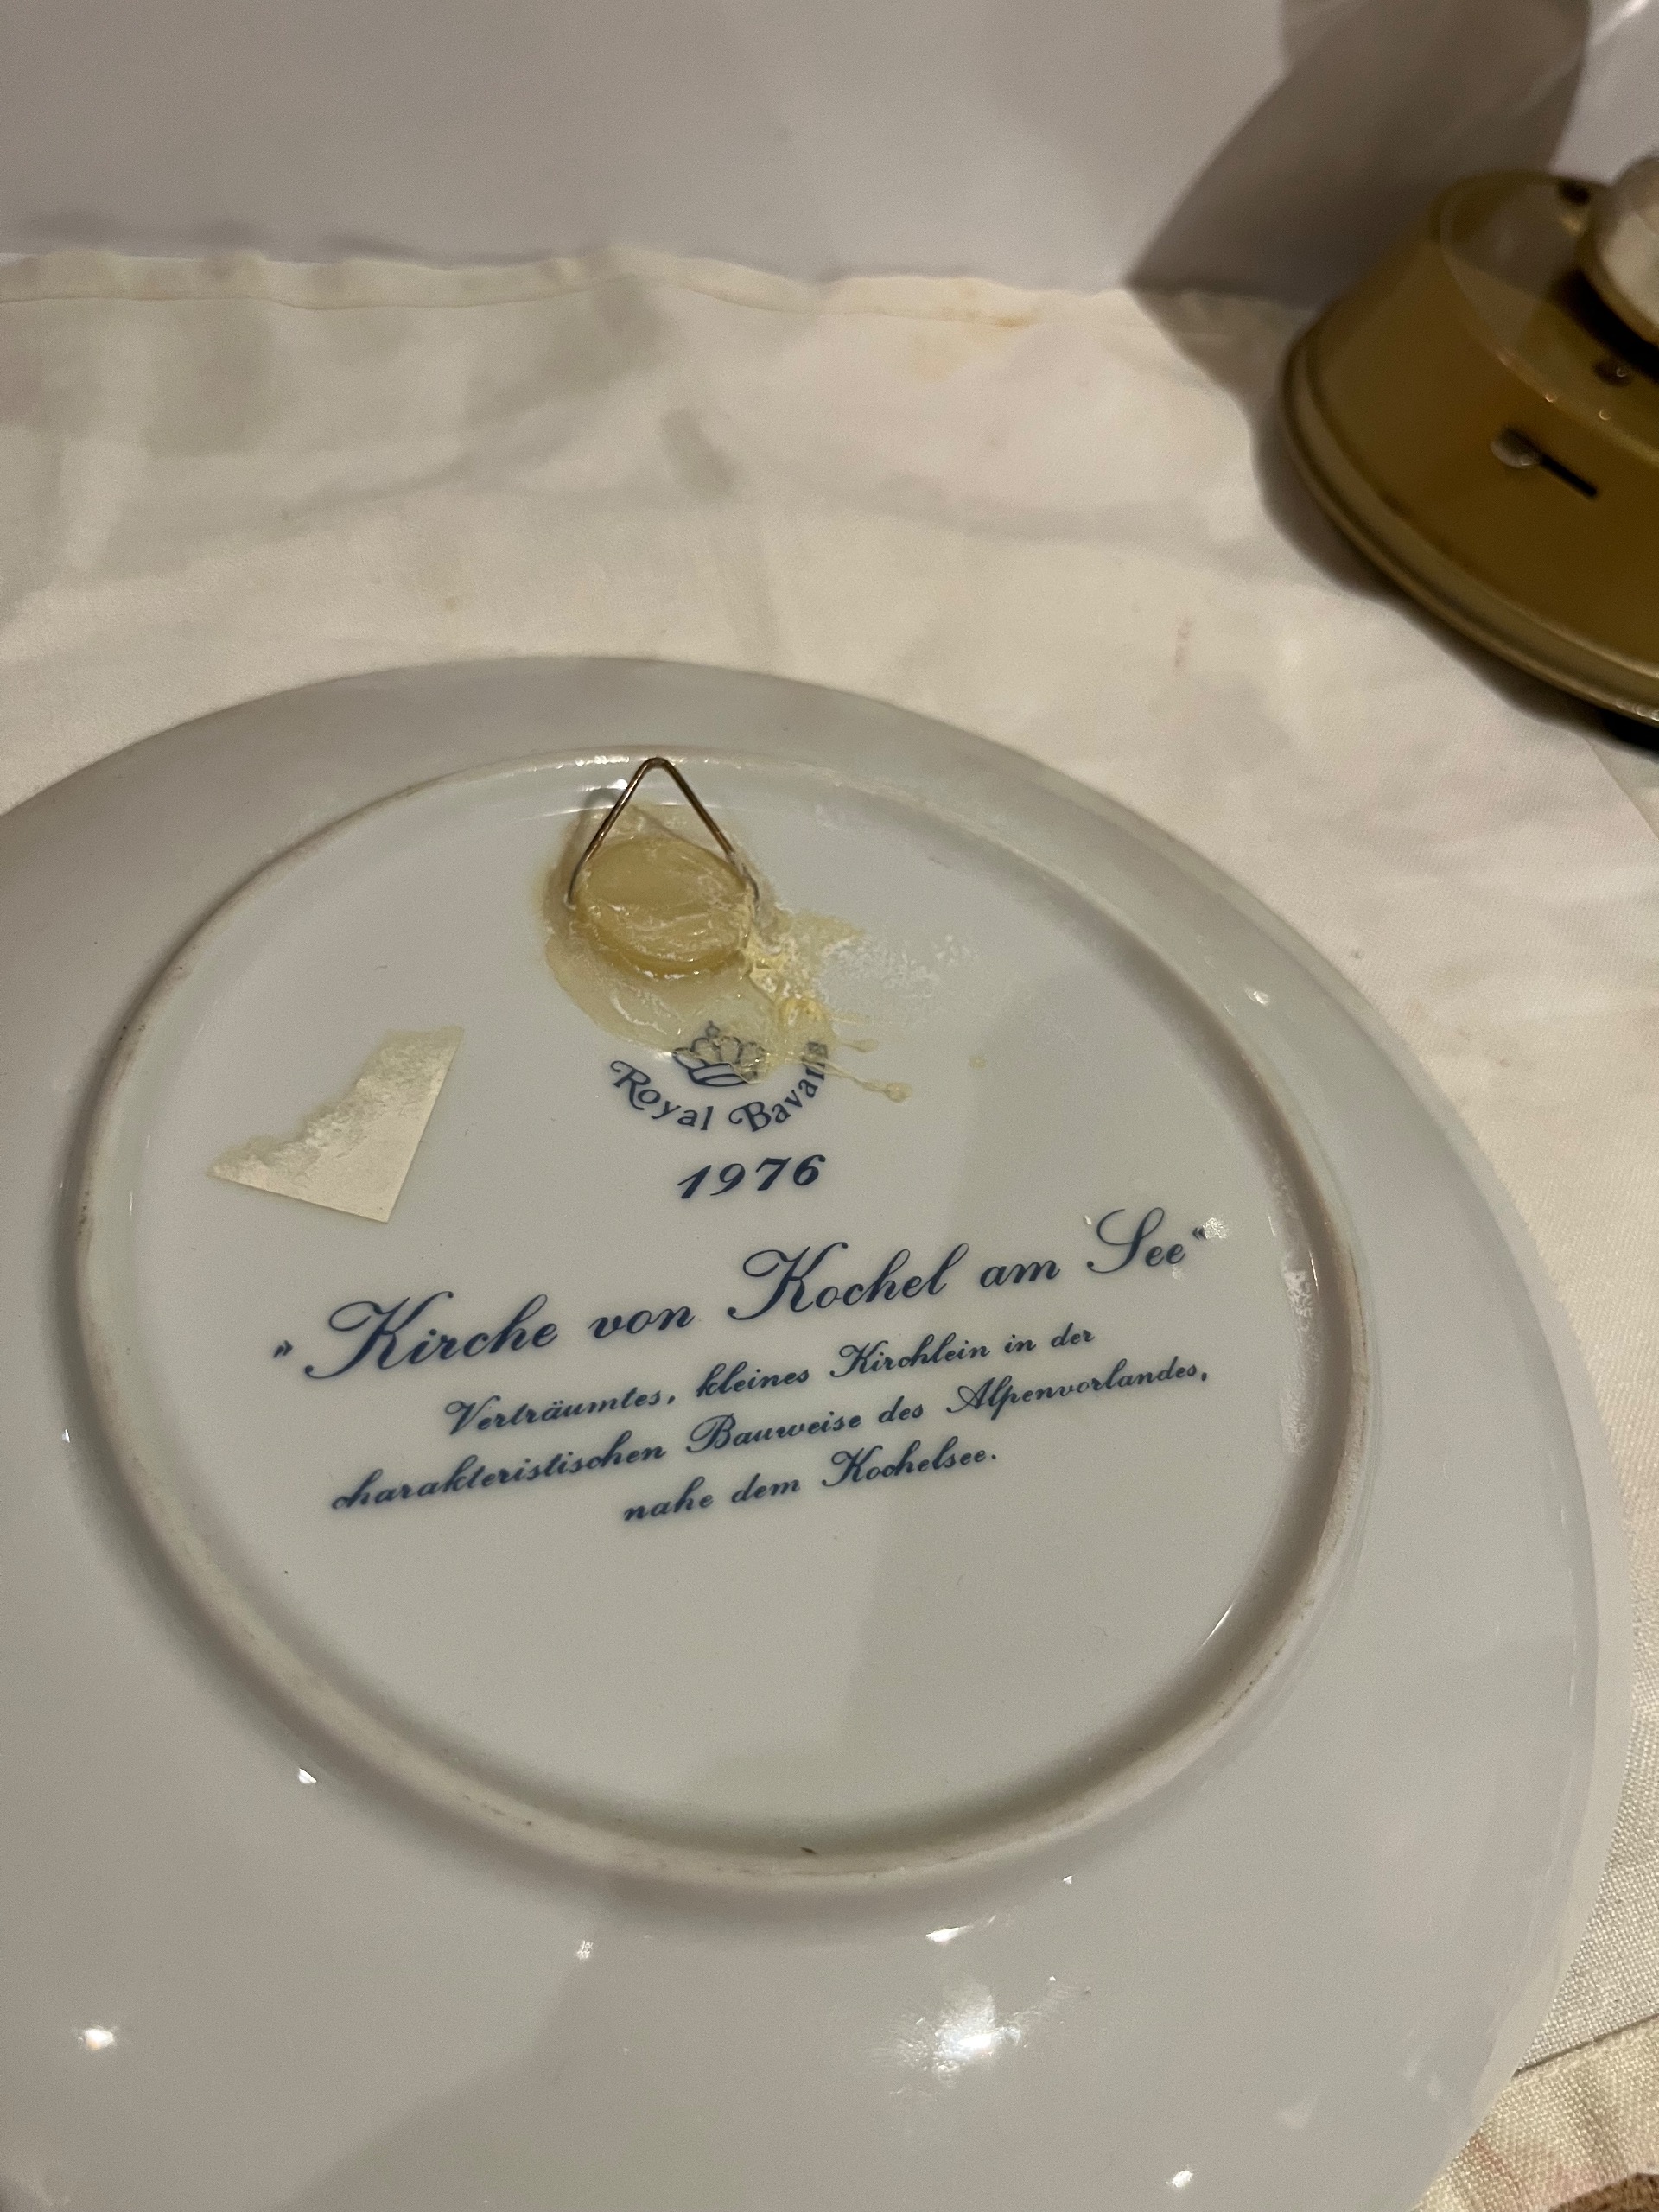 Royal Bavaria
1976
"Kirche von Kochel am See"
Verträumtes, kleines Kirchlein in der
charakteristischen Bauweise des Alpenvorlandes,
nahe dem Kochelsee.